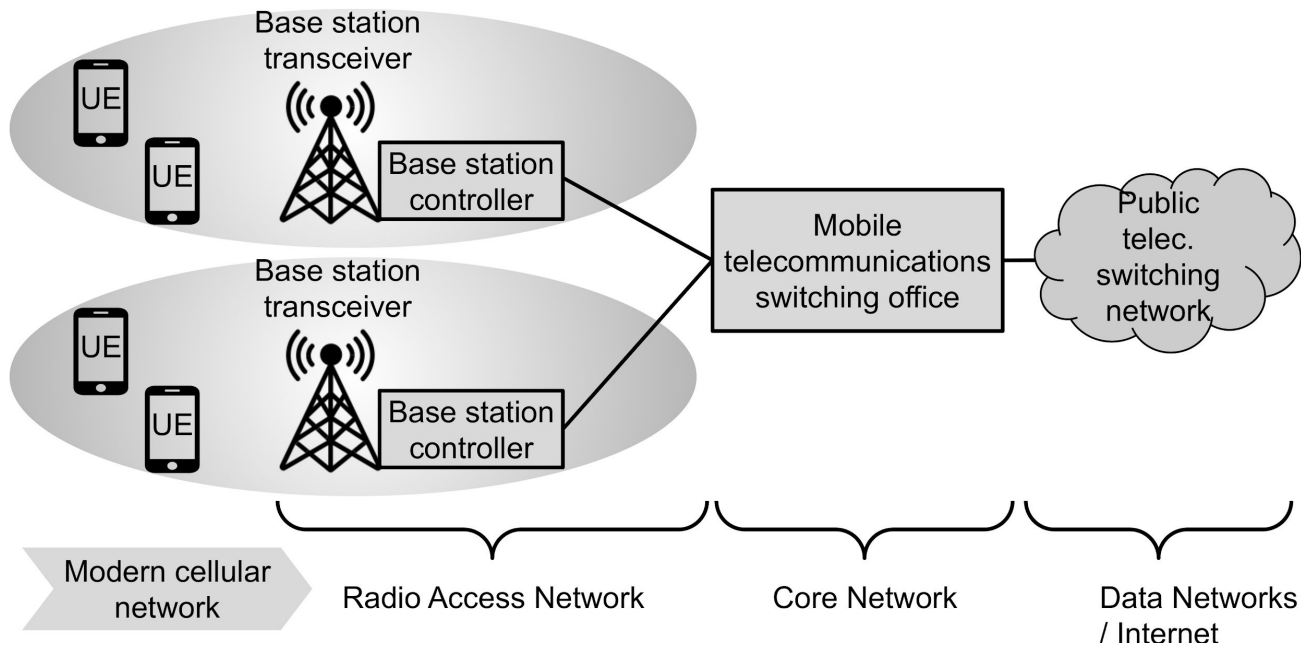 Base station
transceiver
UE
UE
Base station
controller
Base station
transceiver
UE
UE
Base station
controller
Mobile
telecommunications
switching office
Public
telec.
switching
network
Modern cellular
network
Radio Access Network
Core Network
Data Networks
/ Internet